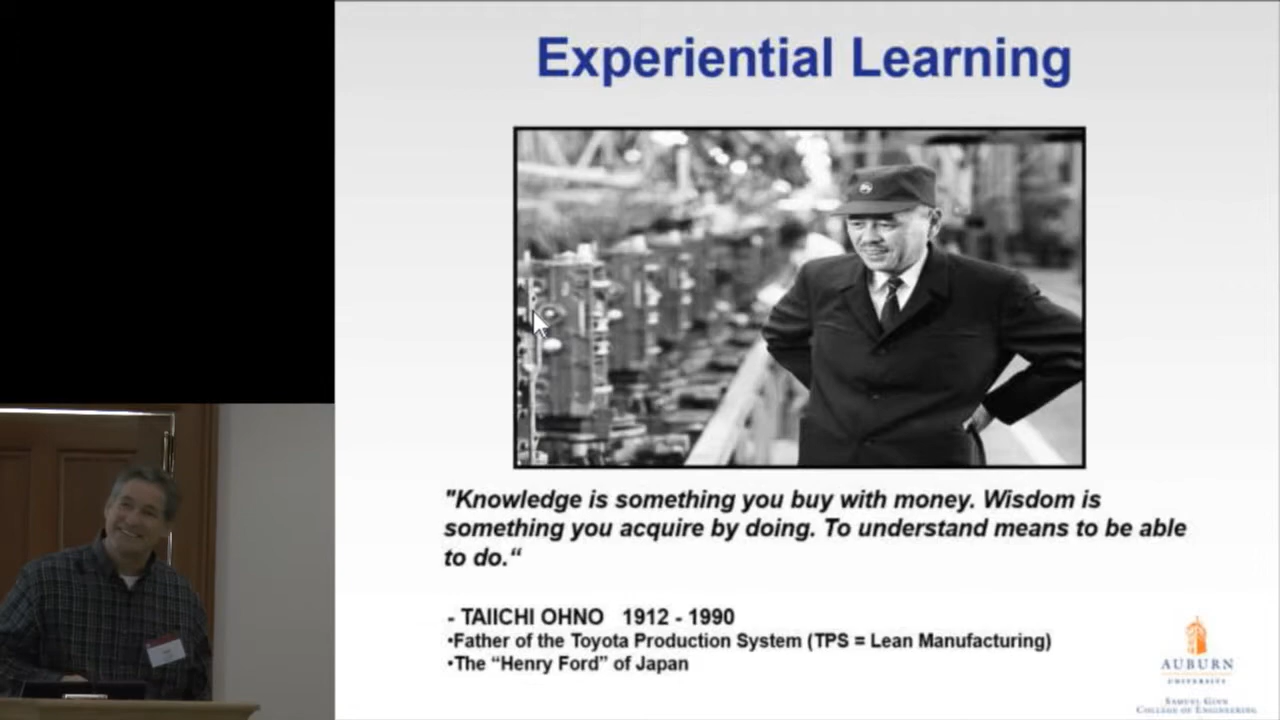 Experiential Learning
"Knowledge is something you buy with money. Wisdom is
something you acquire by doing. To understand means to be able
to do.“
- TAIICHI OHNO 1912 - 1990
•Father of the Toyota Production System (TPS = Lean Manufacturing)
•The “Henry Ford” of Japan
AUBURN
UNIVERSITY
SAMUEL GINN
COLLEGE OF ENGINEERING